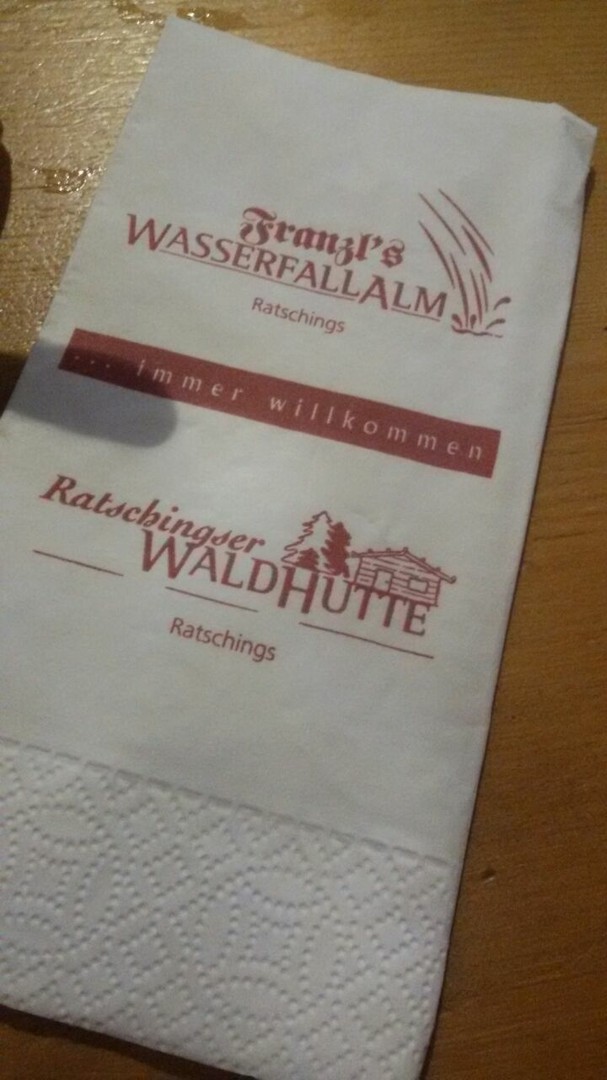 Franzl's
WASSERFALLALM
Ratschings
... immer willkommen
Ratschingser
WALDHÜTTE
Ratschings